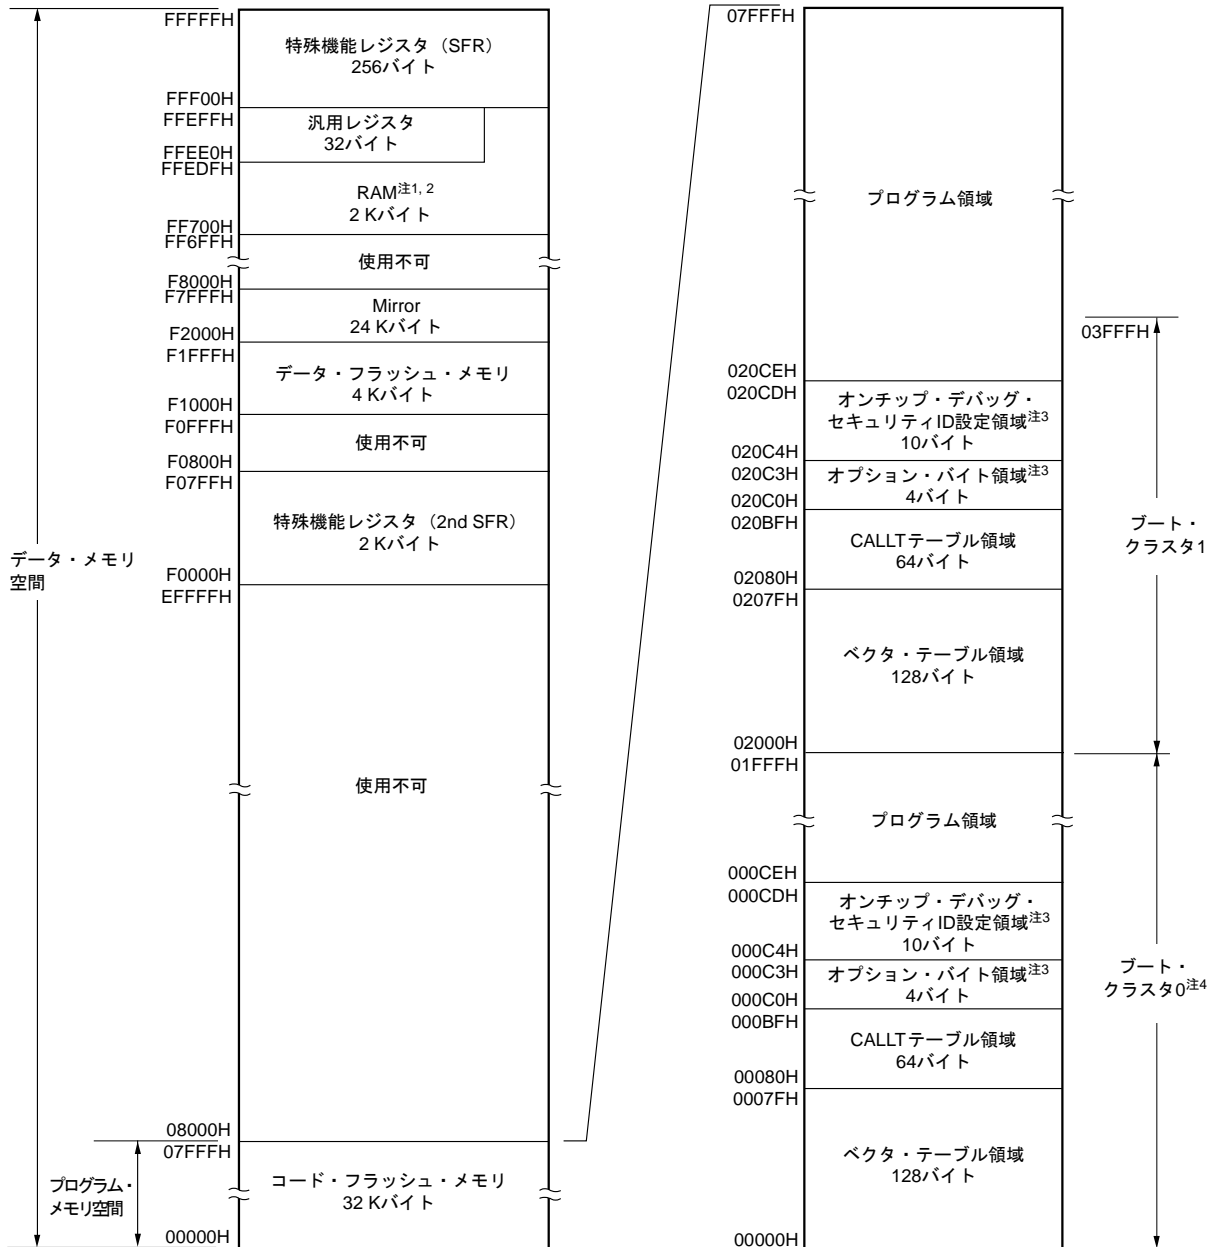 FFFFFH
特殊機能レジスタ（SFR）
256バイト
FFF00H
FFEFFH
汎用レジスタ
32バイト
FFEE0H
FFEDFH
RAM注1, 2
2 Kバイト
FF700H
FF6FFH
使用不可
F8000H
F7FFFH
Mirror
24 Kバイト
F2000H
F1FFFH
データ・フラッシュ・メモリ
4 Kバイト
F1000H
F0FFFH
使用不可
F0800H
F07FFH
特殊機能レジスタ（2nd SFR）
2 Kバイト
データ・メモリ
空間
F0000H
EFFFFH
使用不可
08000H
07FFFH
コード・フラッシュ・メモリ
32 Kバイト
プログラム・
メモリ空間
00000H
07FFFH
プログラム領域
03FFFH
020CEH
020CDH
オンチップ・デバッグ・
セキュリティID設定領域注3
10バイト
020C4H
020C3H
オプション・バイト領域注3
4バイト
020C0H
020BFH
CALLTテーブル領域
64バイト
ブート・
クラスタ1
02080H
0207FH
ベクタ・テーブル領域
128バイト
02000H
01FFFH
プログラム領域
000CEH
000CDH
オンチップ・デバッグ・
セキュリティID設定領域注3
10バイト
000C4H
000C3H
オプション・バイト領域注3
4バイト
ブート・
クラスタ0注4
000C0H
000BFH
CALLTテーブル領域
64バイト
00080H
0007FH
ベクタ・テーブル領域
128バイト
00000H